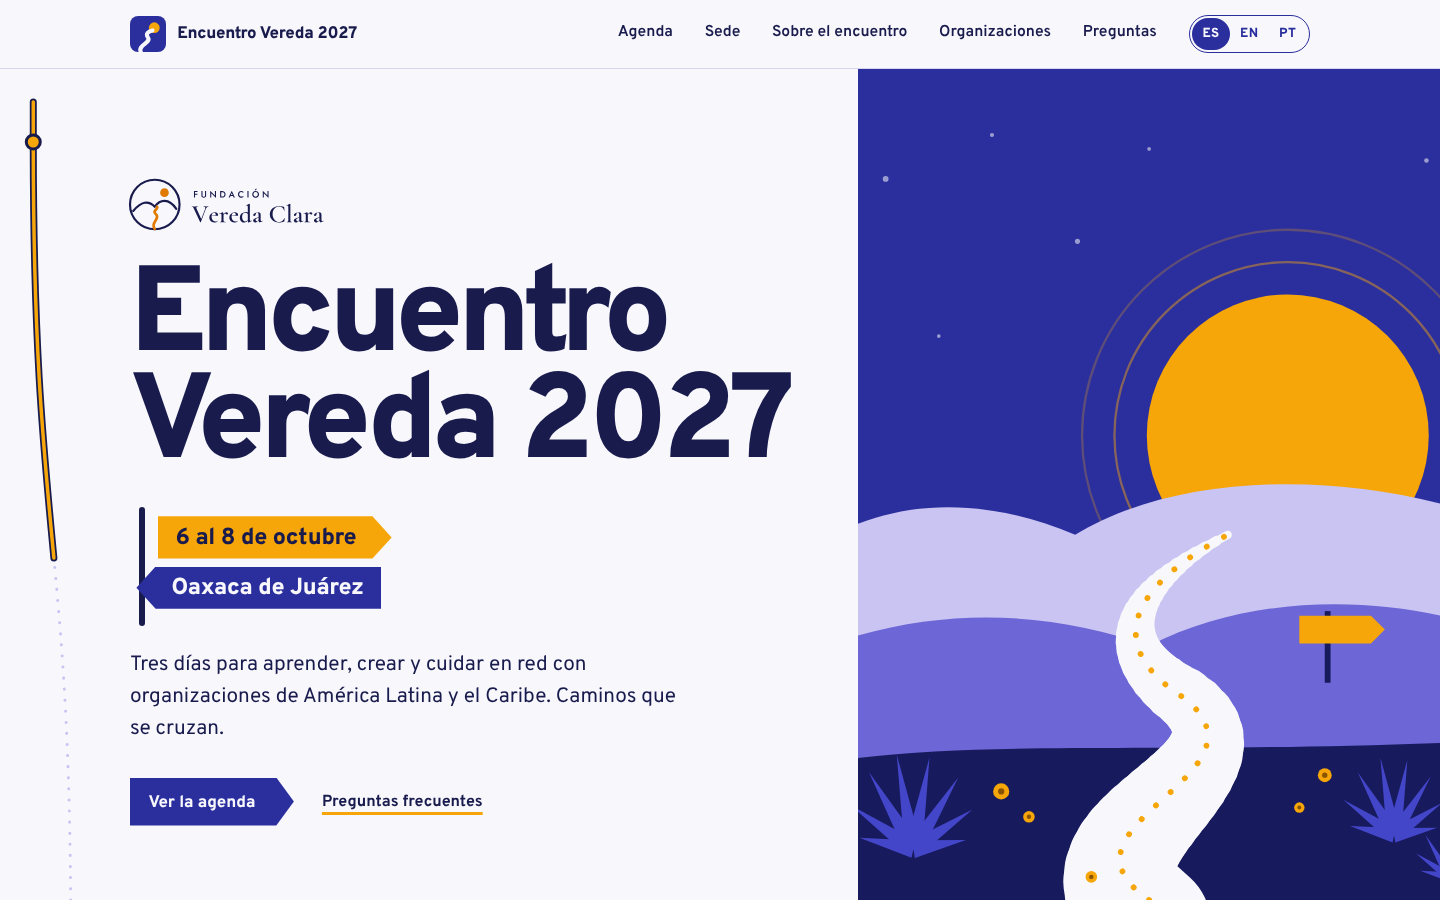 Encuentro Vereda 2027
Agenda
Sede
Sobre el encuentro
Organizaciones
Preguntas
ES
EN
PT
FUNDACIÓN
Vereda Clara
Encuentro
Vereda 2027
6 al 8 de octubre
Oaxaca de Juárez
Tres días para aprender, crear y cuidar en red con
organizaciones de América Latina y el Caribe. Caminos que
se cruzan.
Ver la agenda
Preguntas frecuentes